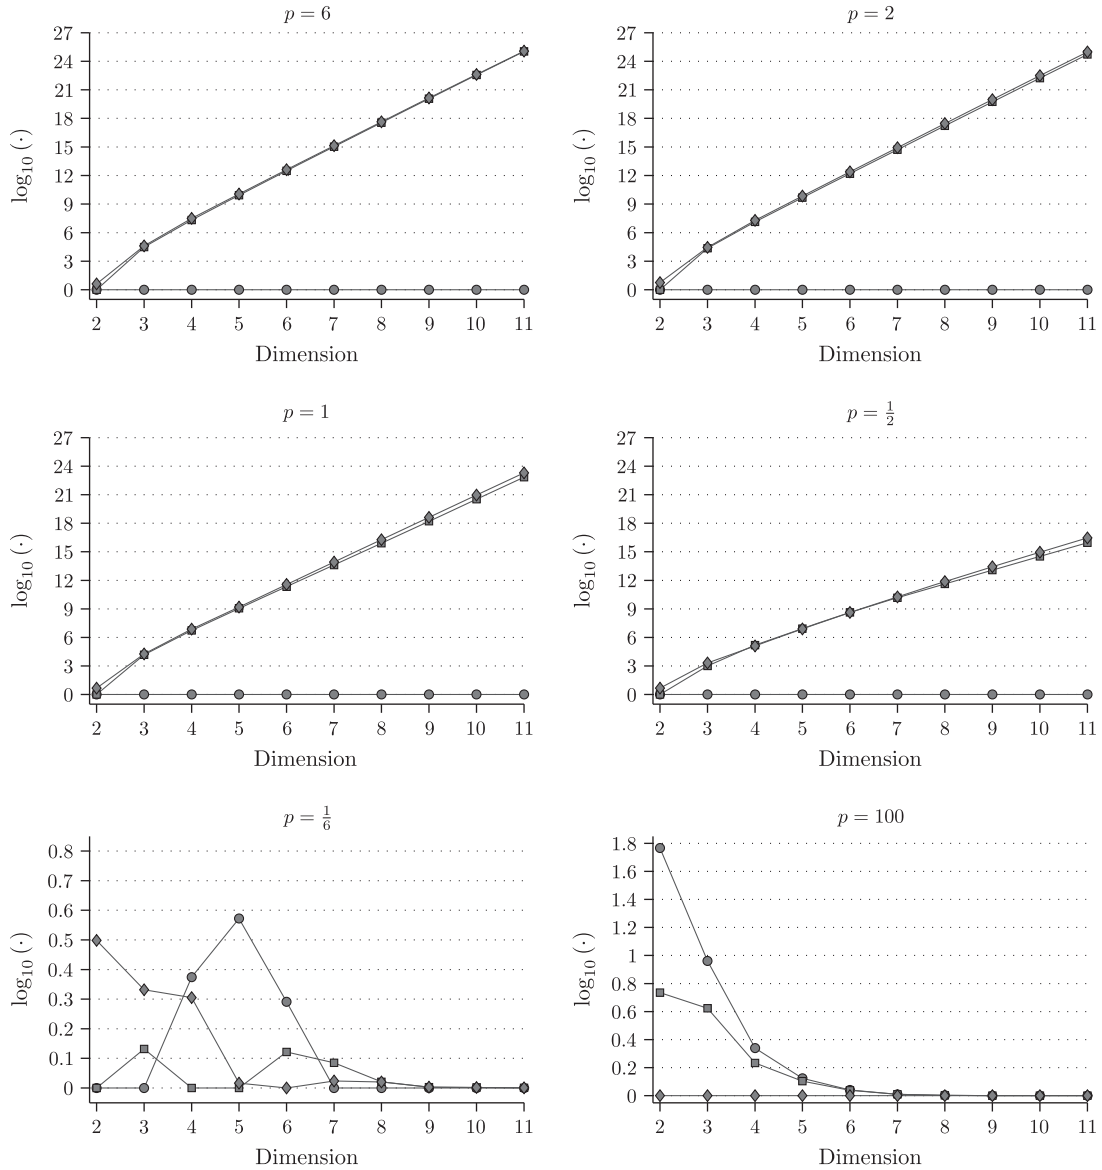 p = 6
27
24
21
18
15
12
9
6
3
0
log₁₀ (·)
2 3 4 5 6 7 8 9 10 11
Dimension
p = 2
27
24
21
18
15
12
9
6
3
0
log₁₀ (·)
2 3 4 5 6 7 8 9 10 11
Dimension
p = 1
27
24
21
18
15
12
9
6
3
0
log₁₀ (·)
2 3 4 5 6 7 8 9 10 11
Dimension
p = 1/2
27
24
21
18
15
12
9
6
3
0
log₁₀ (·)
2 3 4 5 6 7 8 9 10 11
Dimension
p = 1/6
0.8
0.7
0.6
0.5
0.4
0.3
0.2
0.1
0
log₁₀ (·)
2 3 4 5 6 7 8 9 10 11
Dimension
p = 100
1.8
1.6
1.4
1.2
1
0.8
0.6
0.4
0.2
0
log₁₀ (·)
2 3 4 5 6 7 8 9 10 11
Dimension